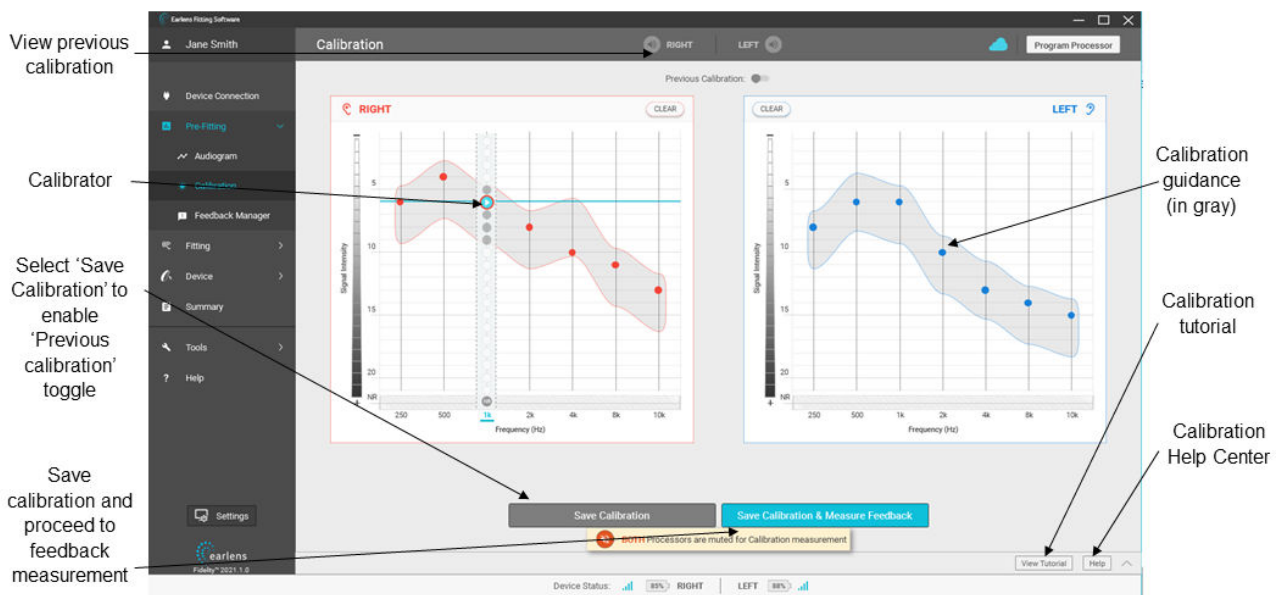 Earlens Fitting Software
Jane Smith
Calibration
RIGHT
LEFT
Program Processor
Previous Calibration:
Device Connection
Pre-Fitting
Audiogram
Calibration
Feedback Manager
Fitting
Device
Summary
Tools
? Help
Settings
earlens
Fidelity™ 2021.1.0
RIGHT
CLEAR
5
10
15
20
NR
Signal Intensity
NR
250 500 1k 2k 4k 8k 10k
Frequency (Hz)
CLEAR
LEFT
5
10
15
20
NR
Signal Intensity
250 500 1K 2k 4k 8k 10k
Frequency (Hz)
Save Calibration
Save Calibration & Measure Feedback
BOTH Processors are muted for Calibration measurement
View Tutorial
Help
Device Status: 85% RIGHT LEFT 88%
View previous
calibration
Calibrator
Select ‘Save
Calibration’ to
enable
‘Previous
calibration’
toggle
Save
calibration and
proceed to
feedback
measurement
Calibration
guidance
(in gray)
Calibration
tutorial
Calibration
Help Center